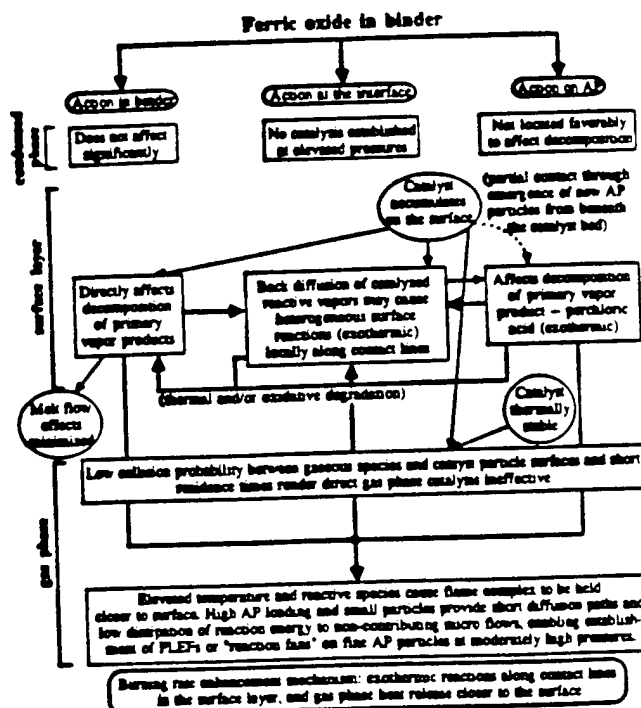 Ferric oxide in binder
Action in binder
Action at the interface
Action on AP
condensed phase
Does not affect
significantly
No catalysis established
at elevated pressures
Not located favorably
to affect decomposition
surface layer
Catalyst
accumulates
on the surface
(partial contact through
emergence of new AP
particles from beneath
the catalyst bed)
Directly affects
decomposition
of primary
vapor products
Back diffusion of catalyzed
reactive vapors may cause
heterogeneous surface
reactions (exothermic)
locally along contact lines
Affects decomposition
of primary vapor
product – perchloric
acid (exothermic)
(thermal and/or oxidative degradation)
Melt flow
effects
minimized
Catalyst
thermally
stable
gas phase
Low collision probability between gaseous species and catalyst particle surfaces and short
residence times render direct gas phase catalysis ineffective
Elevated temperature and reactive species cause flame complex to be held
closer to surface. High AP loading and small particles provide short diffusion paths and
low dissipation of reaction energy to non-contributing micro flows, enabling establish-
ment of PLEFs or "reaction fans" on fine AP particles at moderately high pressures.
Burning rate enhancement mechanism: exothermic reactions along contact lines
in the surface layer, and gas phase heat release closer to the surface